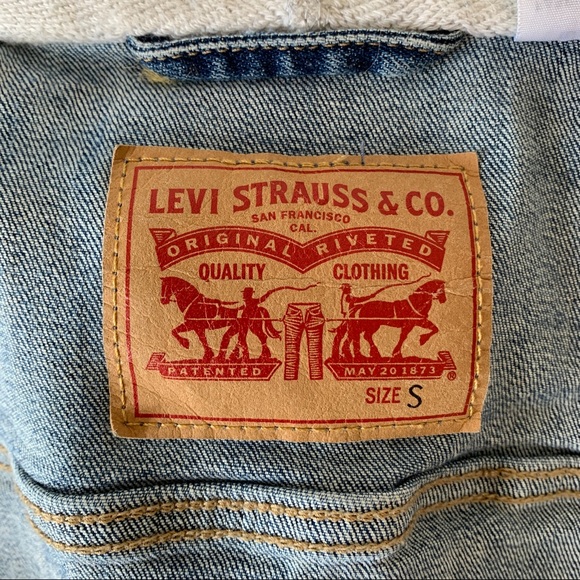 LEVI STRAUSS & CO.
SAN FRANCISCO
CAL.
ORIGINAL RIVETED
QUALITY CLOTHING
PATENTED MAY 20 1873 ®
SIZE S